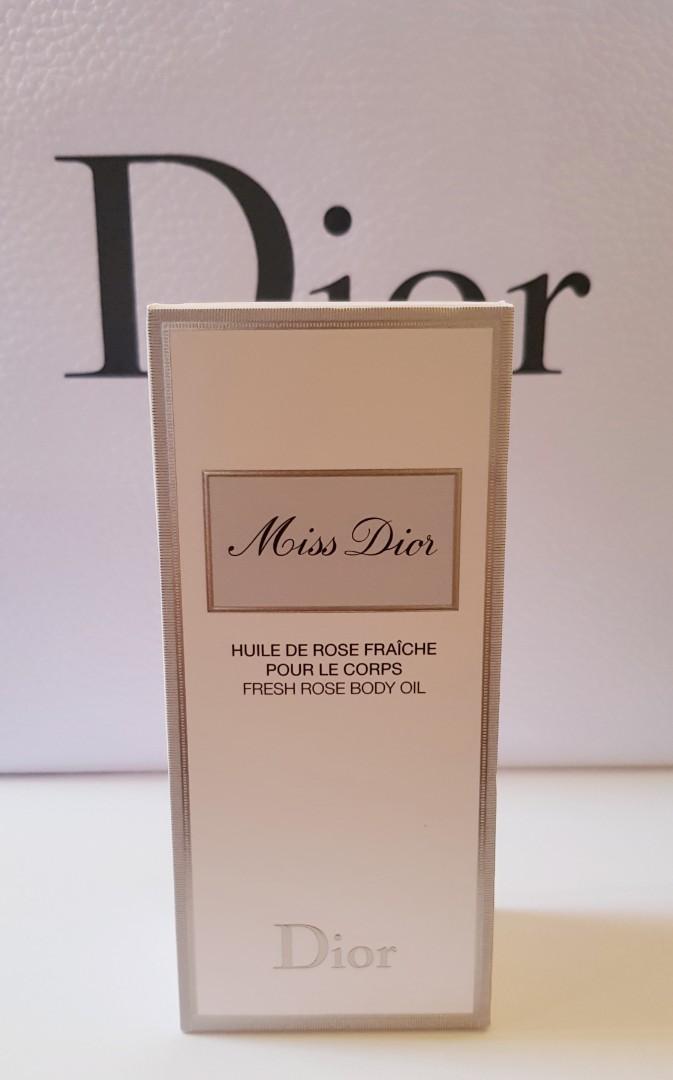 Dior
Miss Dior
HUILE DE ROSE FRAÎCHE
POUR LE CORPS
FRESH ROSE BODY OIL
Dior